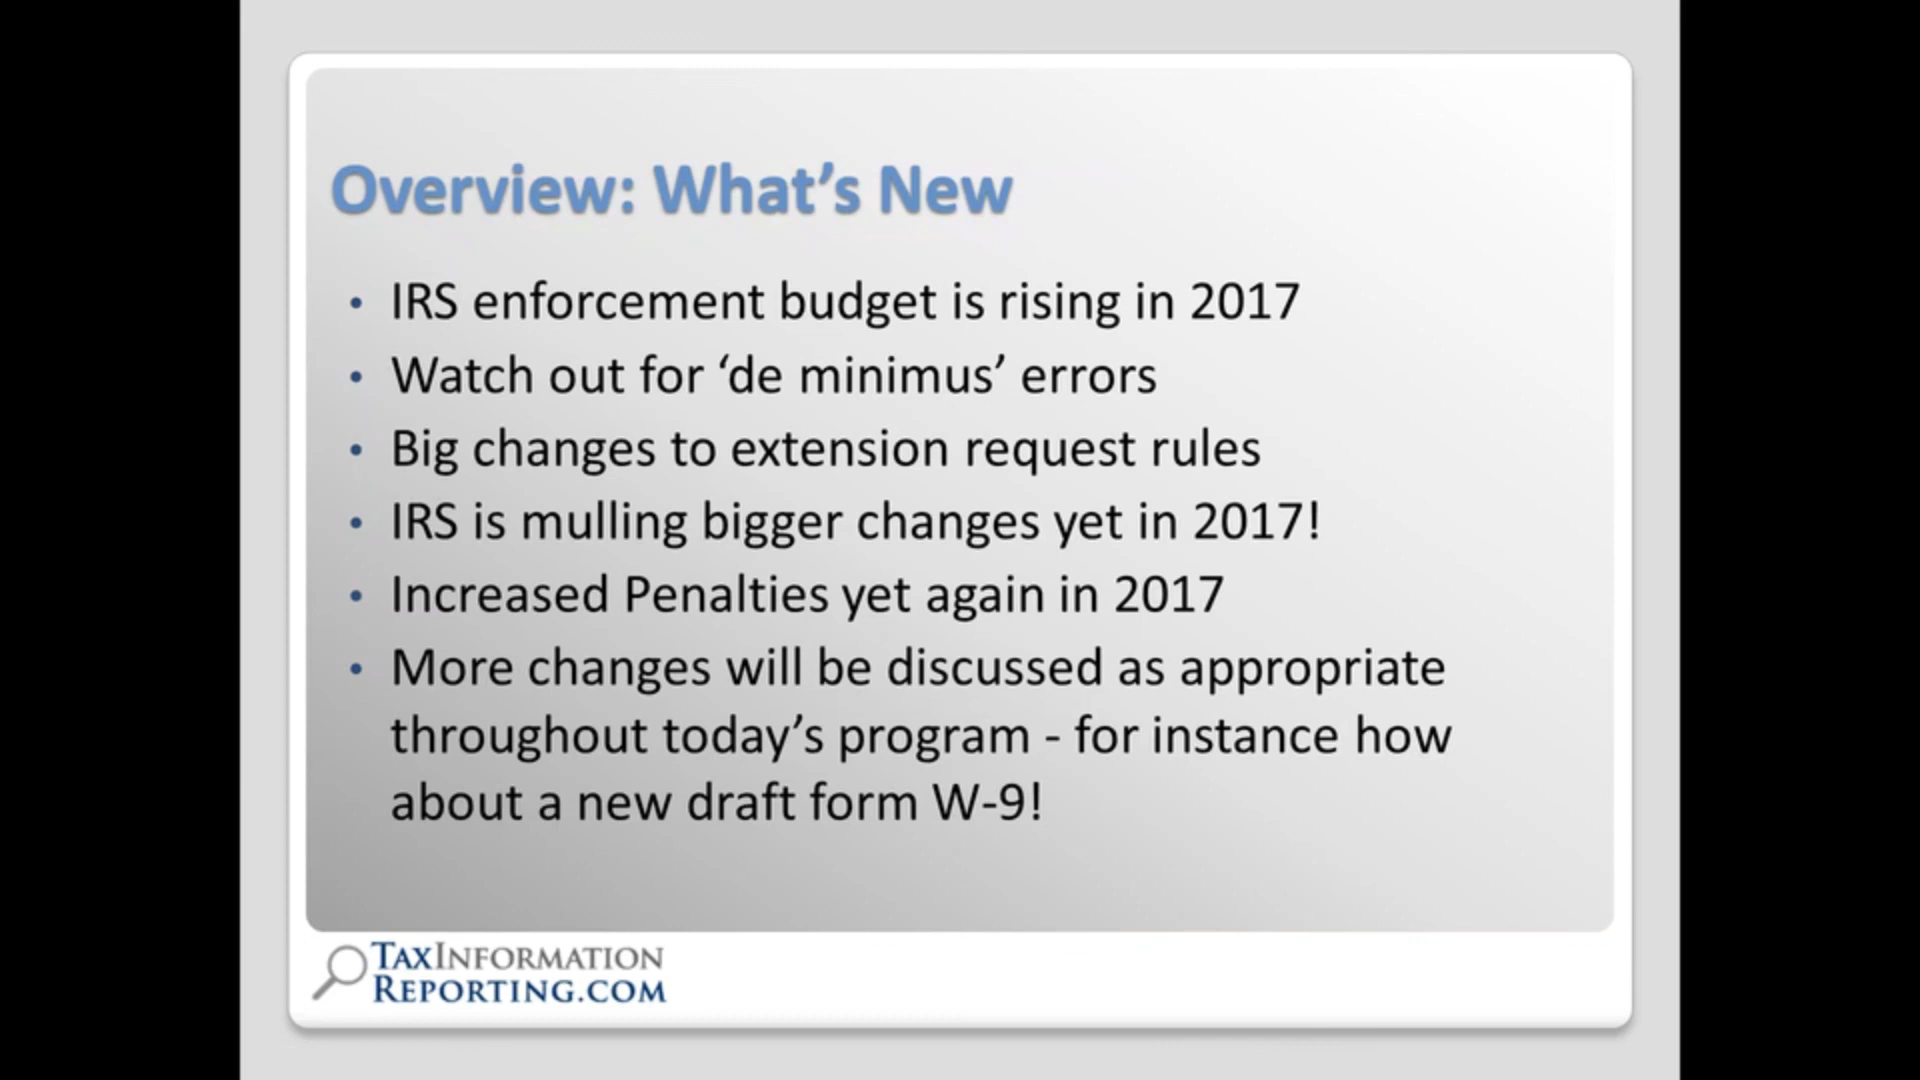 Overview: What’s New
• IRS enforcement budget is rising in 2017
• Watch out for ‘de minimus’ errors
• Big changes to extension request rules
• IRS is mulling bigger changes yet in 2017!
• Increased Penalties yet again in 2017
• More changes will be discussed as appropriate
throughout today’s program - for instance how
about a new draft form W-9!
TAXINFORMATION
REPORTING.COM